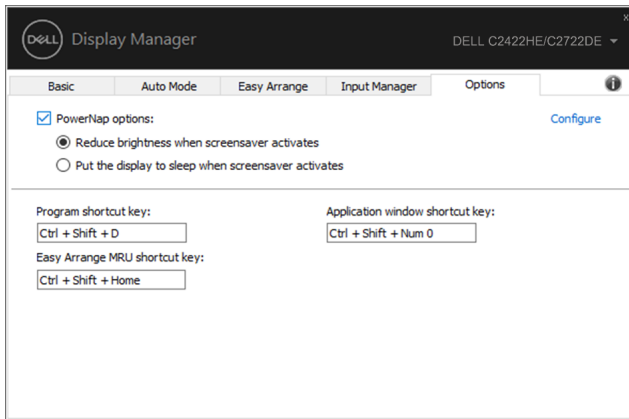 x
DELL Display Manager
DELL C2422HE/C2722DE
Basic Auto Mode Easy Arrange Input Manager Options i
PowerNap options: Configure
Reduce brightness when screensaver activates
Put the display to sleep when screensaver activates
Program shortcut key: Application window shortcut key:
Ctrl + Shift + D Ctrl + Shift + Num 0
Easy Arrange MRU shortcut key:
Ctrl + Shift + Home